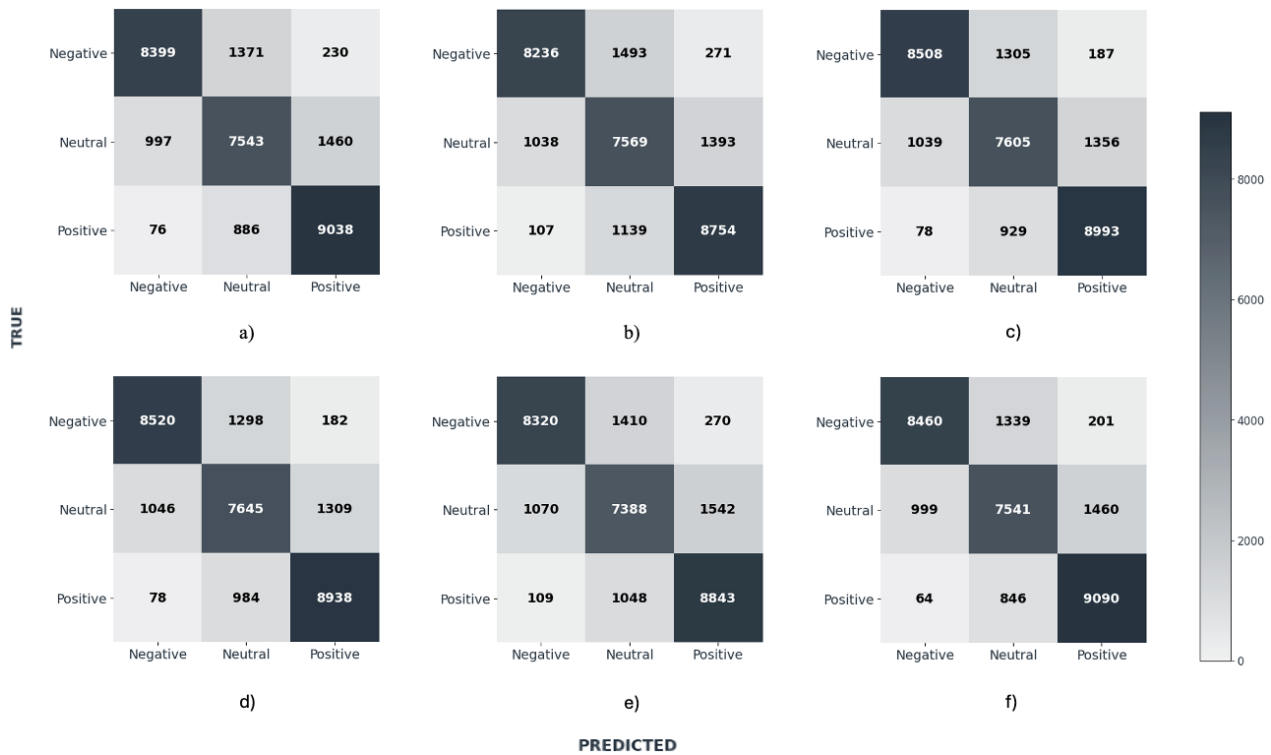 Negative 8399 1371 230
Neutral 997 7543 1460
Positive 76 886 9038
Negative Neutral Positive
a)
Negative 8236 1493 271
Neutral 1038 7569 1393
Positive 107 1139 8754
Negative Neutral Positive
b)
Negative 8508 1305 187
Neutral 1039 7605 1356
Positive 78 929 8993
Negative Neutral Positive
c)
TRUE
Negative 8520 1298 182
Neutral 1046 7645 1309
Positive 78 984 8938
Negative Neutral Positive
d)
Negative 8320 1410 270
Neutral 1070 7388 1542
Positive 109 1048 8843
Negative Neutral Positive
e)
Negative 8460 1339 201
Neutral 999 7541 1460
Positive 64 846 9090
Negative Neutral Positive
f)
8000
6000
4000
2000
0
PREDICTED